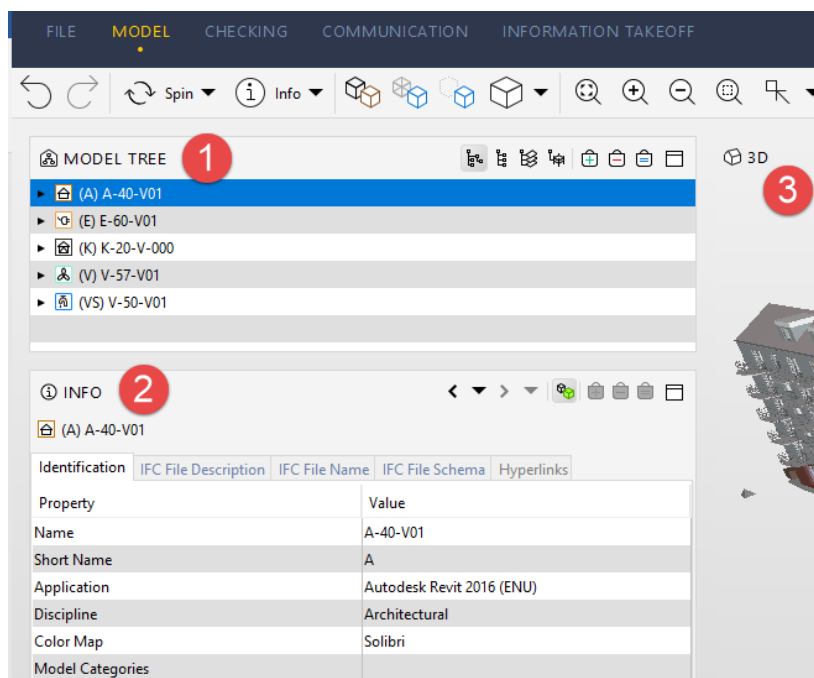 FILE MODEL CHECKING COMMUNICATION INFORMATION TAKEOFF
Spin Info
MODEL TREE 1
(A) A-40-V01
(E) E-60-V01
(K) K-20-V-000
(V) V-57-V01
(VS) V-50-V01
3D
3
INFO 2
(A) A-40-V01
Identification IFC File Description IFC File Name IFC File Schema Hyperlinks
Property Value
Name A-40-V01
Short Name A
Application Autodesk Revit 2016 (ENU)
Discipline Architectural
Color Map Solibri
Model Categories